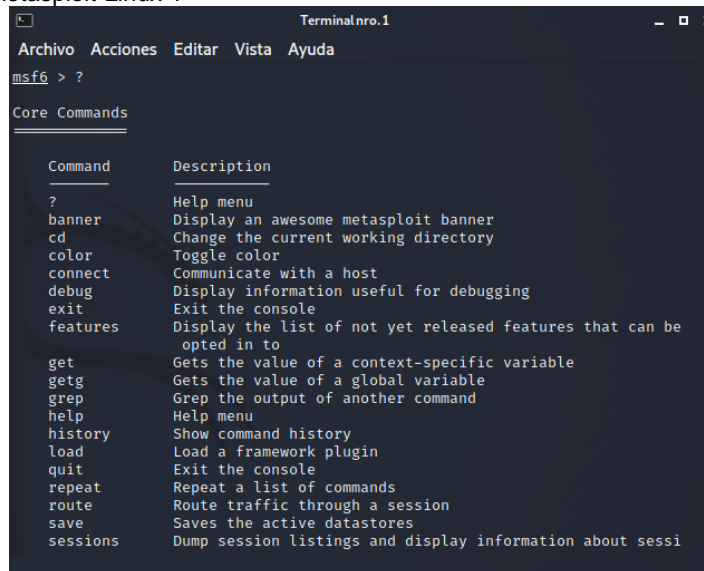 Terminal nro. 1
Archivo Acciones Editar Vista Ayuda
msf6 > ?
Core Commands
Command Description
? Help menu
banner Display an awesome metasploit banner
cd Change the current working directory
color Toggle color
connect Communicate with a host
debug Display information useful for debugging
exit Exit the console
features Display the list of not yet released features that can be
opted in to
get Gets the value of a context-specific variable
getg Gets the value of a global variable
grep Grep the output of another command
help Help menu
history Show command history
load Load a framework plugin
quit Exit the console
repeat Repeat a list of commands
route Route traffic through a session
save Saves the active datastores
sessions Dump session listings and display information about sessi